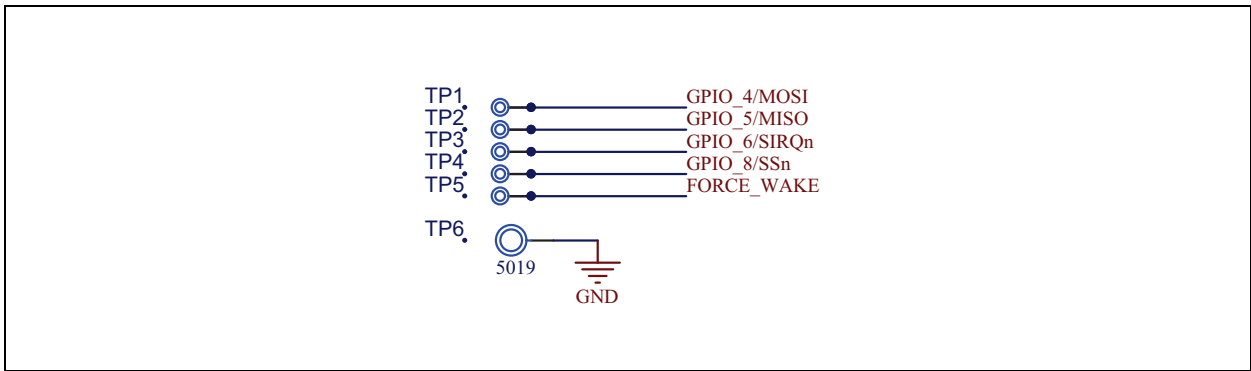 TP1 GPIO_4/MOSI
TP2 GPIO_5/MISO
TP3 GPIO_6/SIRQn
TP4 GPIO_8/SSn
TP5 FORCE_WAKE
TP6
5019
GND